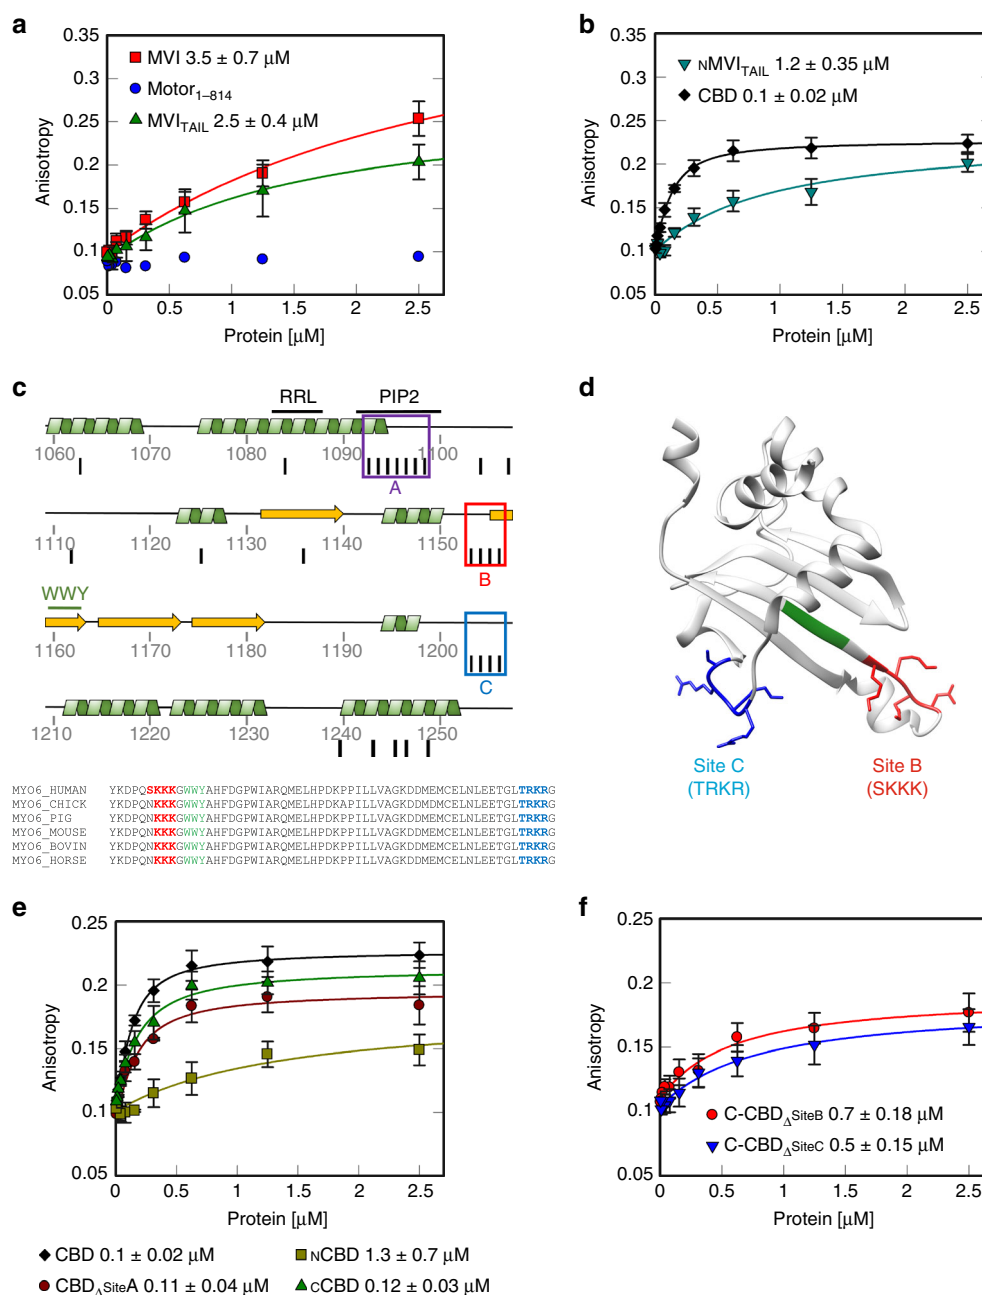 a
0.35
0.3
0.25
0.2
0.15
0.1
0.05
Anisotropy
MVI 3.5 ± 0.7 μM
Motor1–814
MVITAIL 2.5 ± 0.4 μM
0
0.5
1
1.5
2
2.5
Protein [μM]
b
0.35
0.3
0.25
0.2
0.15
0.1
0.05
Anisotropy
NMVITAIL 1.2 ± 0.35 μM
CBD 0.1 ± 0.02 μM
0
0.5
1
1.5
2
2.5
Protein [μM]
c
RRL
PIP2
1060 1070 1080 1090 1100
A
1110 1120 1130 1140 1150
B
WWY
1160 1170 1180 1190 1200
C
1210 1220 1230 1240 1250
MYO6_HUMAN YKDPQSKKKGWWYAHFDGPWIARQMELHPDKPPILLVAGKDDMEMCELNLEETGLTRKRG
MYO6_CHICK YKDPQNKKKGWWYAHFDGPWIARQMELHPDKPPILLVAGKDDMEMCELNLEETGLTRKRG
MYO6_PIG YKDPQNKKKGWWYAHFDGPWIARQMELHPDKPPILLVAGKDDMEMCELNLEETGLTRKRG
MYO6_MOUSE YKDPQNKKKGWWYAHFDGPWIARQMELHPDKPPILLVAGKDDMEMCELNLEETGLTRKRG
MYO6_BOVIN YKDPQNKKKGWWYAHFDGPWIARQMELHPDKPPILLVAGKDDMEMCELNLEETGLTRKRG
MYO6_HORSE YKDPQNKKKGWWYAHFDGPWIARQMELHPDKPPILLVAGKDDMEMCELNLEETGLTRKRG
d
Site C
(TRKR)
Site B
(SKKK)
e
0.25
0.2
0.15
0.1
0.05
Anisotropy
0
0.5
1
1.5
2
2.5
Protein [μM]
CBD 0.1 ± 0.02 μM
NCBD 1.3 ± 0.7 μM
CBDΔSiteA 0.11 ± 0.04 μM
CCBD 0.12 ± 0.03 μM
f
0.25
0.2
0.15
0.1
0.05
Anisotropy
C-CBDΔSiteB 0.7 ± 0.18 μM
C-CBDΔSiteC 0.5 ± 0.15 μM
0
0.5
1
1.5
2
2.5
Protein [μM]